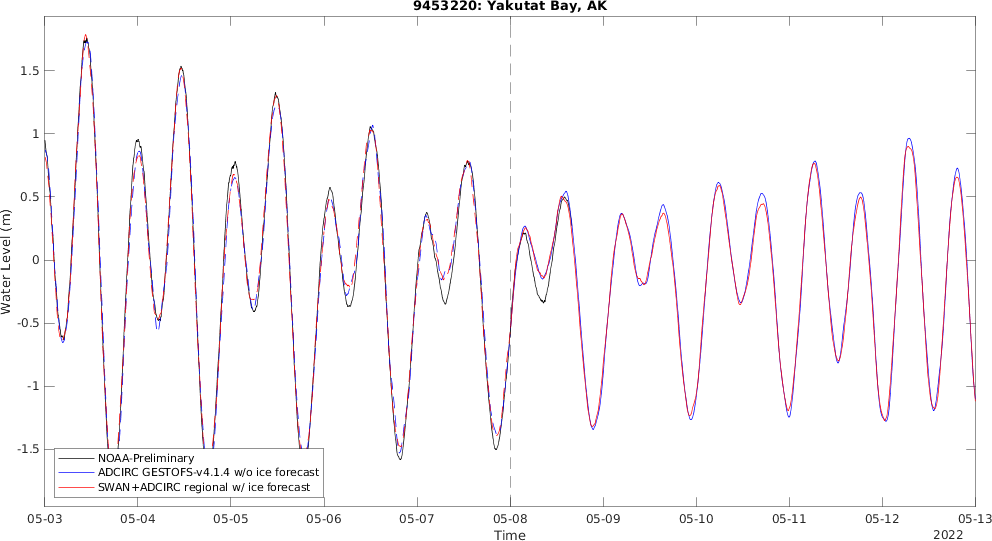 9453220: Yakutat Bay, AK
Water Level (m)
1.5
1
0.5
0
-0.5
-1
-1.5
NOAA-Preliminary
ADCIRC GESTOFS-v4.1.4 w/o ice forecast
SWAN+ADCIRC regional w/ ice forecast
05-03 05-04 05-05 05-06 05-07 05-08 05-09 05-10 05-11 05-12 05-13
Time
2022